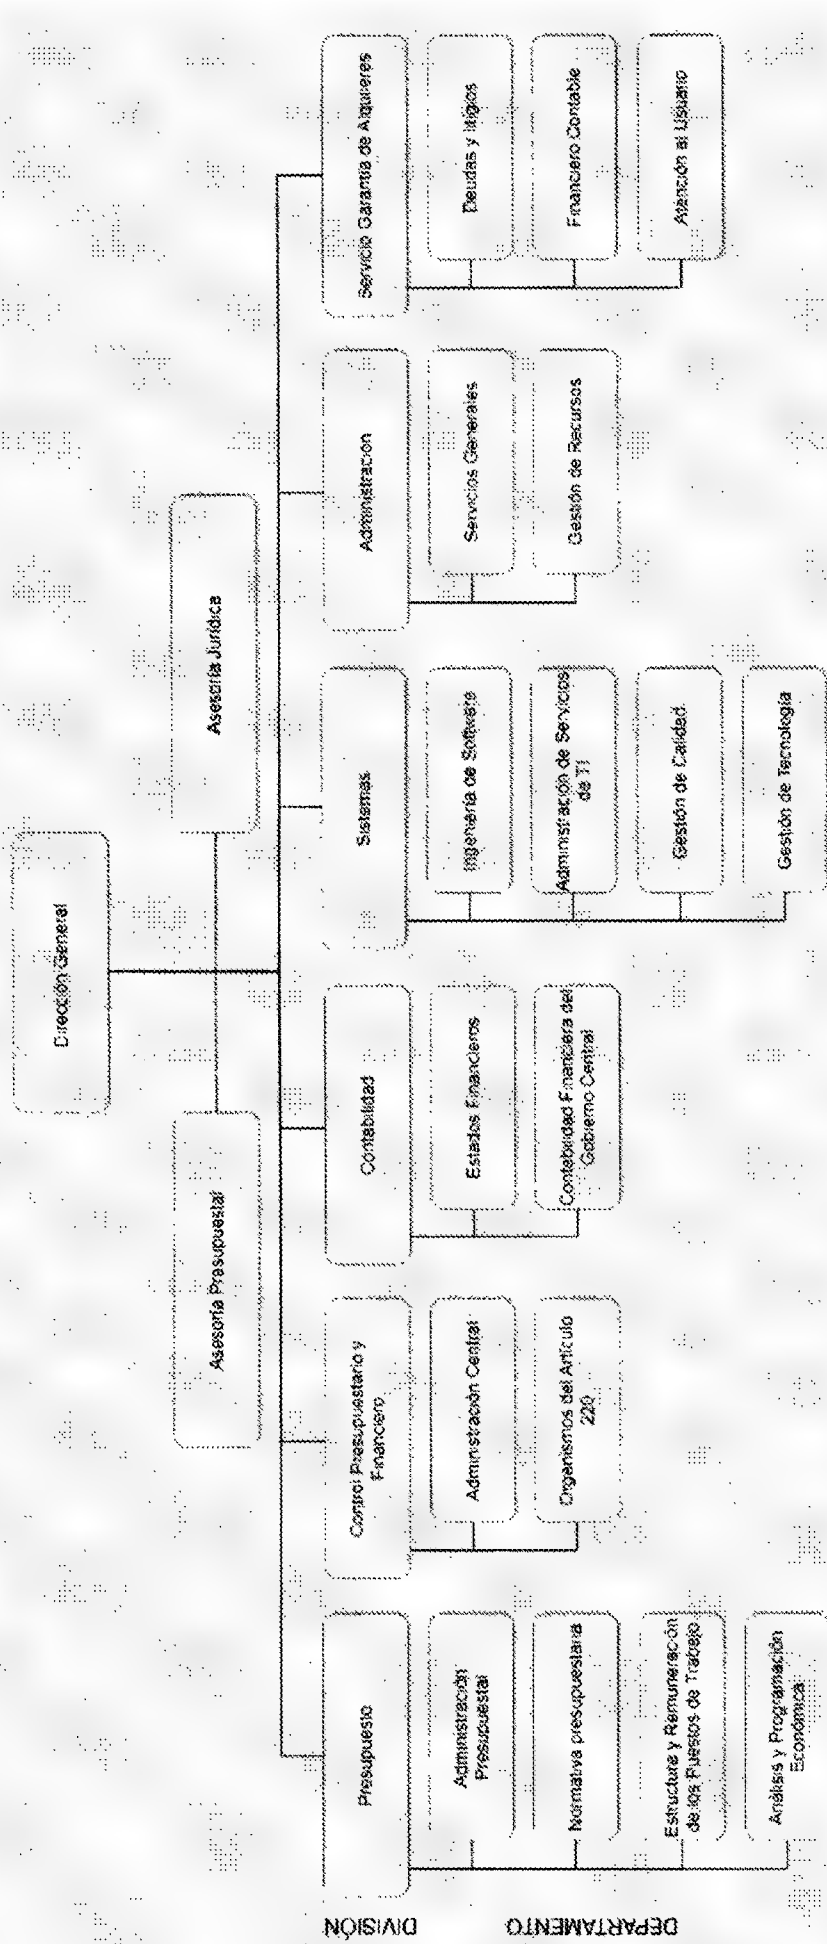 Dirección General
Asesoría Presupuestal
Asesoría Jurídica
DIVISIÓN
Presupuesto
Control Presupuestario y
Financiero
Contabilidad
Sistemas
Administración
Servicio Garantía de Alquileres
DEPARTAMENTO
Administración
Presupuestal
Normativa presupuestaria
Estructura y Remuneración
de los Puestos de Trabajo
Análisis y Programación
Económica
Administración Central
Organismos del Artículo
220
Estados Financieros
Contabilidad Financiera del
Gobierno Central
Ingeniería de Software
Administración de Servicios
de TI
Gestión de Calidad
Gestión de Tecnología
Servicios Generales
Gestión de Recursos
Deudas y litigios
Financiero Contable
Atención al Usuario